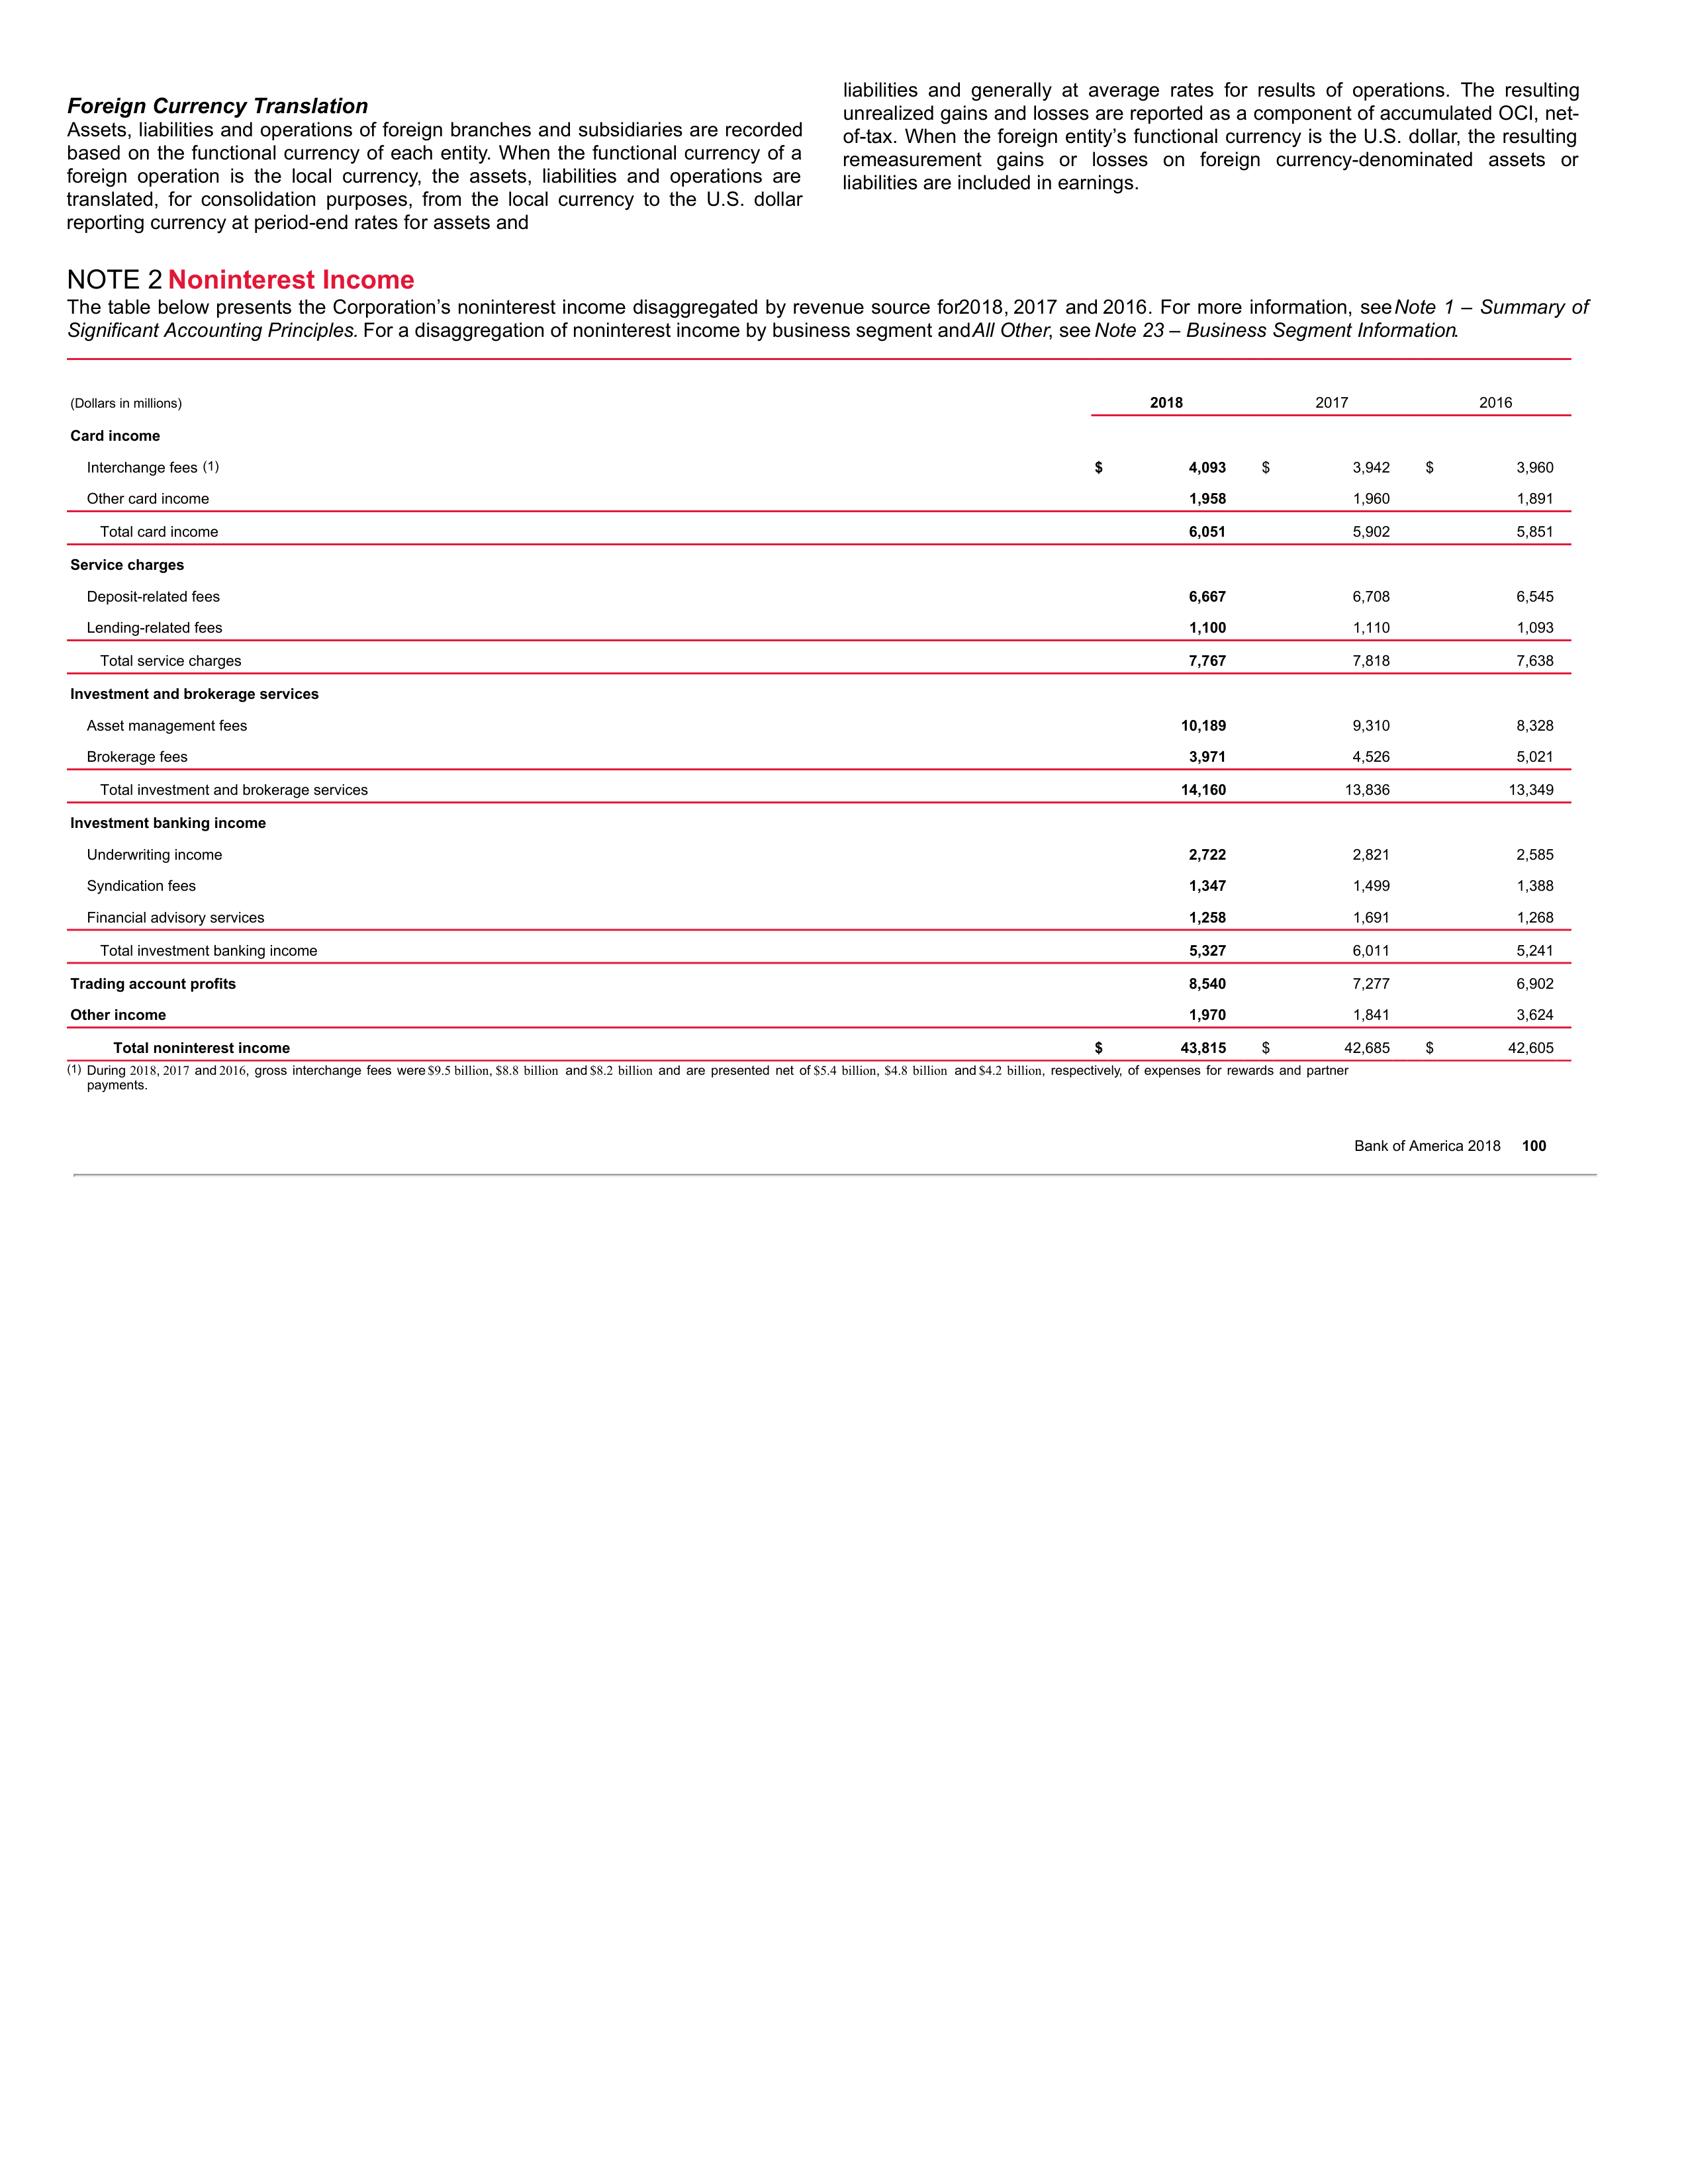 Foreign Currency Translation
Assets, liabilities and operations of foreign branches and subsidiaries are recorded
based on the functional currency of each entity. When the functional currency of a
foreign operation is the local currency, the assets, liabilities and operations are
translated, for consolidation purposes, from the local currency to the U.S. dollar
reporting currency at period-end rates for assets and
liabilities and generally at average rates for results of operations. The resulting
unrealized gains and losses are reported as a component of accumulated OCI, net-
of-tax. When the foreign entity’s functional currency is the U.S. dollar, the resulting
remeasurement gains or losses on foreign currency-denominated assets or
liabilities are included in earnings.
NOTE 2 Noninterest Income
The table below presents the Corporation’s noninterest income disaggregated by revenue source for2018, 2017 and 2016. For more information, see Note 1 – Summary of
Significant Accounting Principles. For a disaggregation of noninterest income by business segment and All Other, see Note 23 – Business Segment Information.
(Dollars in millions) 2018 2017 2016
Card income
Interchange fees (1) $ 4,093 $ 3,942 $ 3,960
Other card income 1,958 1,960 1,891
Total card income 6,051 5,902 5,851
Service charges
Deposit-related fees 6,667 6,708 6,545
Lending-related fees 1,100 1,110 1,093
Total service charges 7,767 7,818 7,638
Investment and brokerage services
Asset management fees 10,189 9,310 8,328
Brokerage fees 3,971 4,526 5,021
Total investment and brokerage services 14,160 13,836 13,349
Investment banking income
Underwriting income 2,722 2,821 2,585
Syndication fees 1,347 1,499 1,388
Financial advisory services 1,258 1,691 1,268
Total investment banking income 5,327 6,011 5,241
Trading account profits 8,540 7,277 6,902
Other income 1,970 1,841 3,624
Total noninterest income $ 43,815 $ 42,685 $ 42,605
(1) During 2018, 2017 and 2016, gross interchange fees were $9.5 billion, $8.8 billion and $8.2 billion and are presented net of $5.4 billion, $4.8 billion and $4.2 billion, respectively, of expenses for rewards and partner
payments.
Bank of America 2018 100